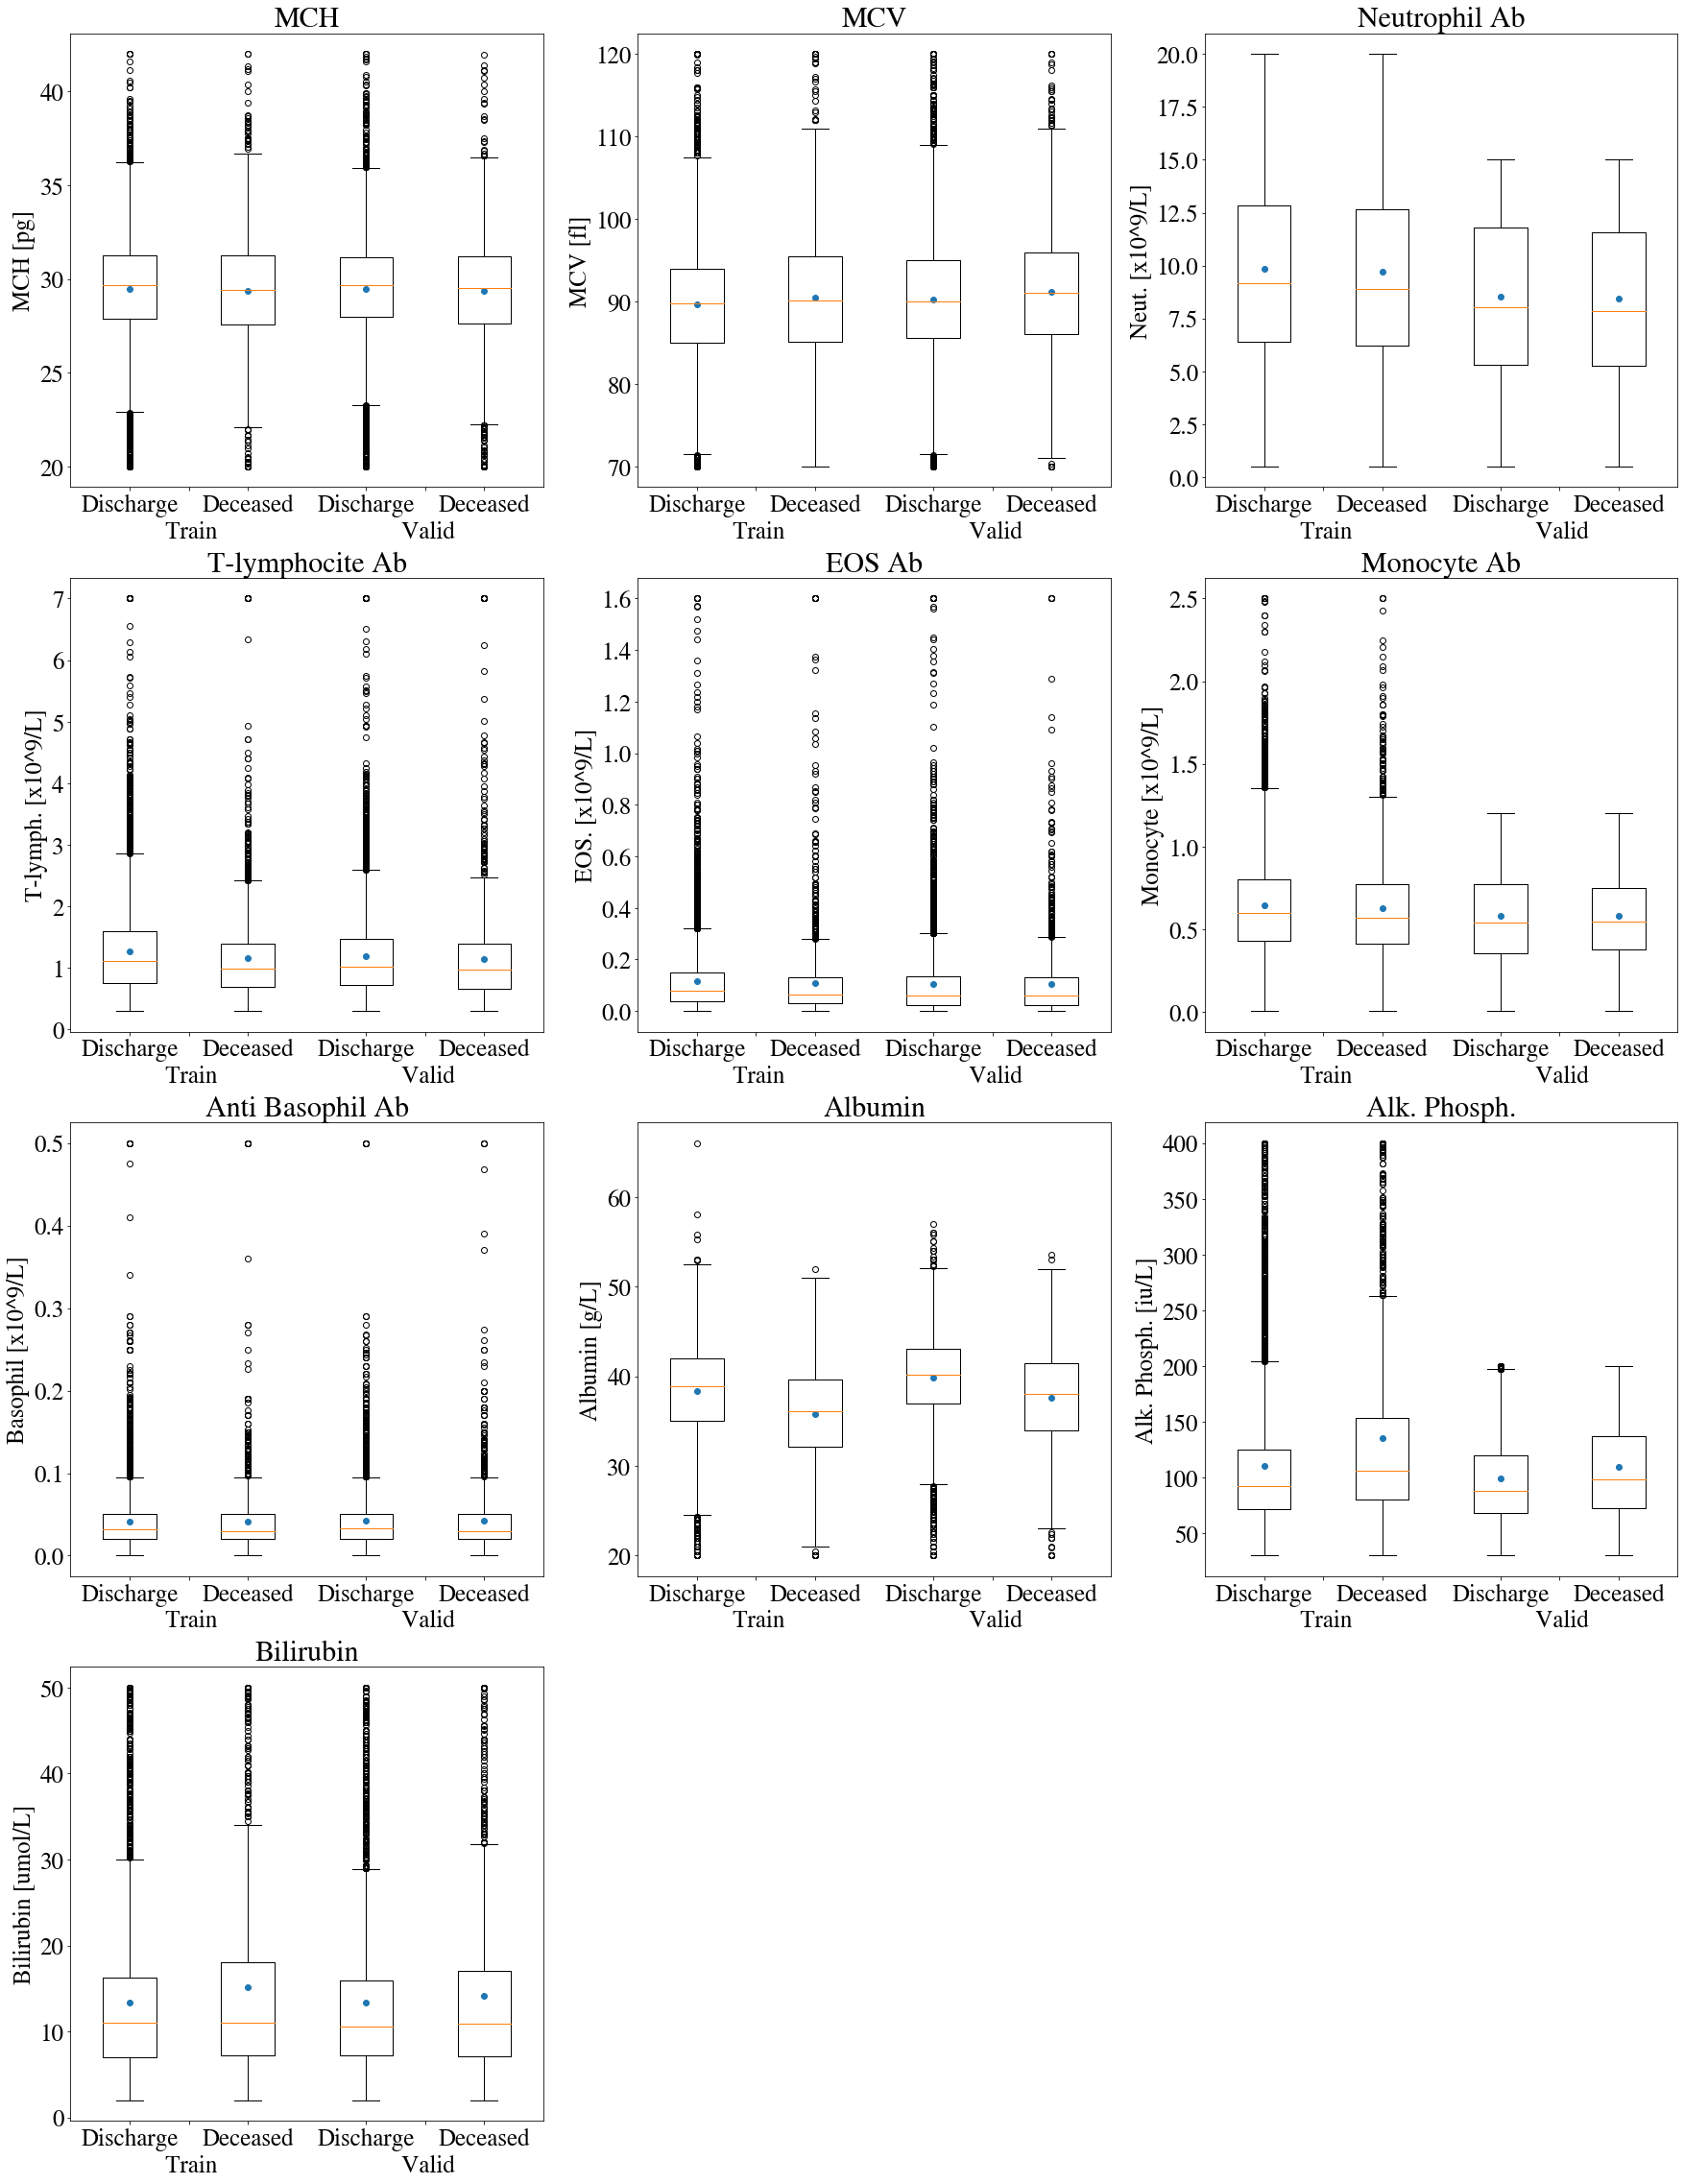 MCH
MCV
Neutrophil Ab
MCH [pg]
40
35
30
25
20
Discharge Deceased Discharge Deceased
Train Valid
MCV [fl]
120
110
100
90
80
70
Discharge Deceased Discharge Deceased
Train Valid
Neut. [x10^9/L]
20.0
17.5
15.0
12.5
10.0
7.5
5.0
2.5
0.0
Discharge Deceased Discharge Deceased
Train Valid
T-lymphocite Ab
EOS Ab
Monocyte Ab
T-lymph. [x10^9/L]
7
6
5
4
3
2
1
0
Discharge Deceased Discharge Deceased
Train Valid
EOS. [x10^9/L]
1.6
1.4
1.2
1.0
0.8
0.6
0.4
0.2
0.0
Discharge Deceased Discharge Deceased
Train Valid
Monocyte [x10^9/L]
2.5
2.0
1.5
1.0
0.5
0.0
Discharge Deceased Discharge Deceased
Train Valid
Anti Basophil Ab
Albumin
Alk. Phosph.
Basophil [x10^9/L]
0.5
0.4
0.3
0.2
0.1
0.0
Discharge Deceased Discharge Deceased
Train Valid
Albumin [g/L]
60
50
40
30
20
Discharge Deceased Discharge Deceased
Train Valid
Alk. Phosph. [iu/L]
400
350
300
250
200
150
100
50
Discharge Deceased Discharge Deceased
Train Valid
Bilirubin
Bilirubin [umol/L]
50
40
30
20
10
0
Discharge Deceased Discharge Deceased
Train Valid